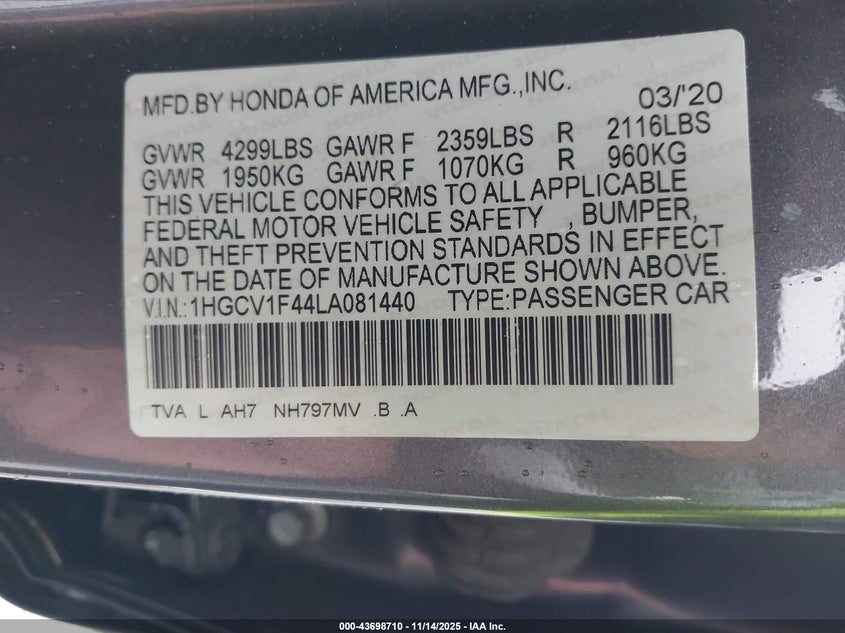 MFD.BY HONDA OF AMERICA MFG.,INC. 03/'20
GVWR 4299LBS GAWR F 2359LBS R 2116LBS
GVWR 1950KG GAWR F 1070KG R 960KG
THIS VEHICLE CONFORMS TO ALL APPLICABLE
FEDERAL MOTOR VEHICLE SAFETY , BUMPER,
AND THEFT PREVENTION STANDARDS IN EFFECT
ON THE DATE OF MANUFACTURE SHOWN ABOVE.
V.I.N.:1HGCV1F44LA081440 TYPE:PASSENGER CAR
TVA L AH7 NH797MV .B .A
000-43698710 - 11/14/2025 - IAA Inc.